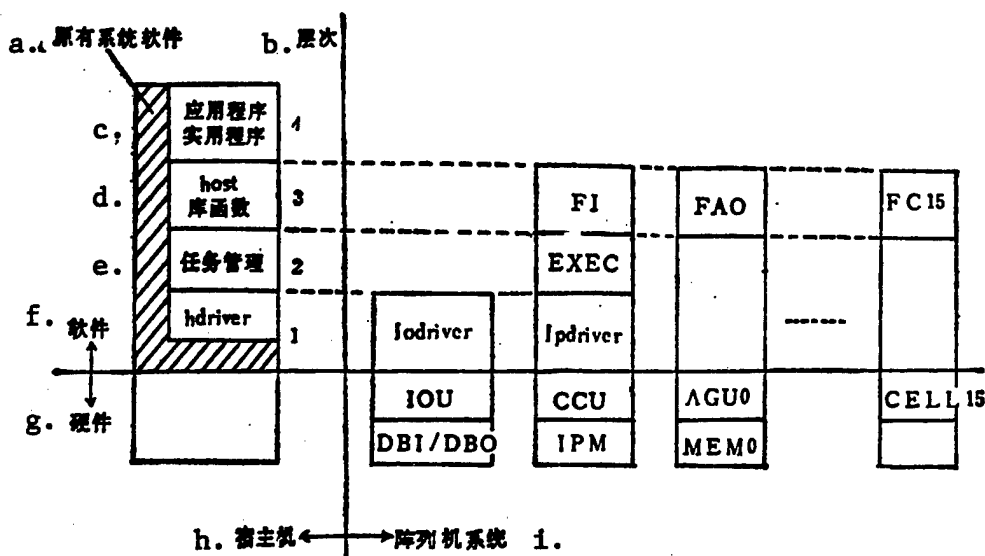 a. 原有系统软件
b. 层次
c, 应用程序
实用程序
4
d. host
库函数
3
FI
FAO
FC15
e. 任务管理
2
EXEC
f. 软件
hdriver
1
Iodriver
Ipdriver
g. 硬件
IOU
CCU
AGU0
CELL 15
DBI/DBO
IPM
MEM0
h. 宿主机
阵列机系统 i.